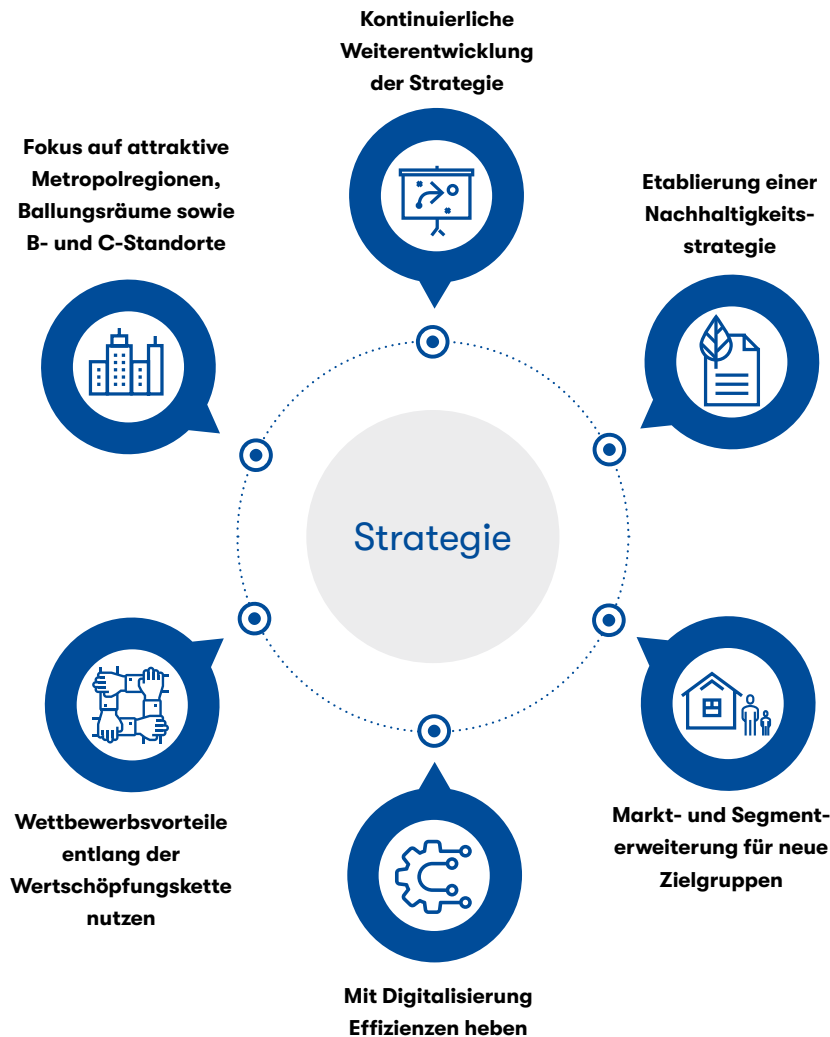 Kontinuierliche
Weiterentwicklung
der Strategie
Fokus auf attraktive
Metropolregionen,
Ballungsräume sowie
B- und C-Standorte
Etablierung einer
Nachhaltigkeits-
strategie
Strategie
Wettbewerbsvorteile
entlang der
Wertschöpfungskette
nutzen
Markt- und Segment-
erweiterung für neue
Zielgruppen
Mit Digitalisierung
Effizienzen heben